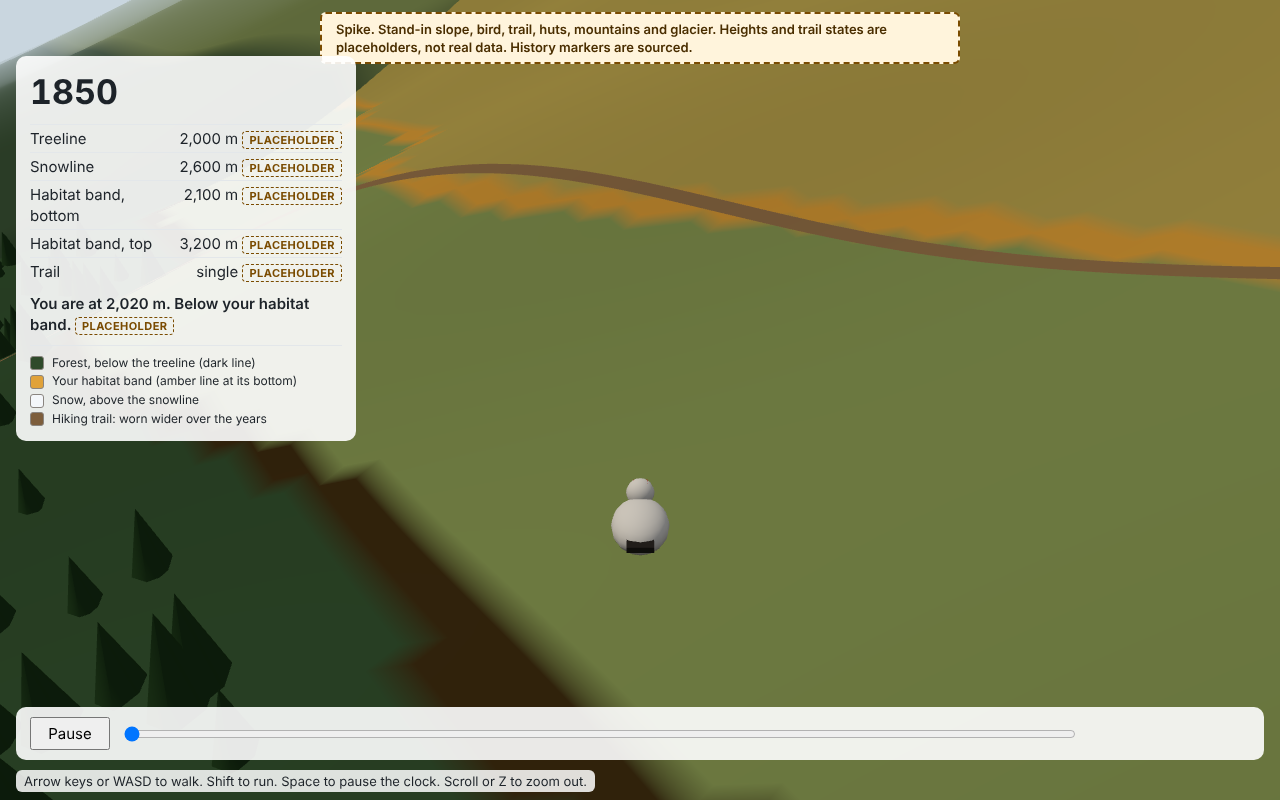 Spike. Stand-in slope, bird, trail, huts, mountains and glacier. Heights and trail states are
placeholders, not real data. History markers are sourced.
1850
Treeline 2,000 m PLACEHOLDER
Snowline 2,600 m PLACEHOLDER
Habitat band, 2,100 m PLACEHOLDER
bottom
Habitat band, top 3,200 m PLACEHOLDER
Trail single PLACEHOLDER
You are at 2,020 m. Below your habitat
band. PLACEHOLDER
Forest, below the treeline (dark line)
Your habitat band (amber line at its bottom)
Snow, above the snowline
Hiking trail: worn wider over the years
Pause
Arrow keys or WASD to walk. Shift to run. Space to pause the clock. Scroll or Z to zoom out.